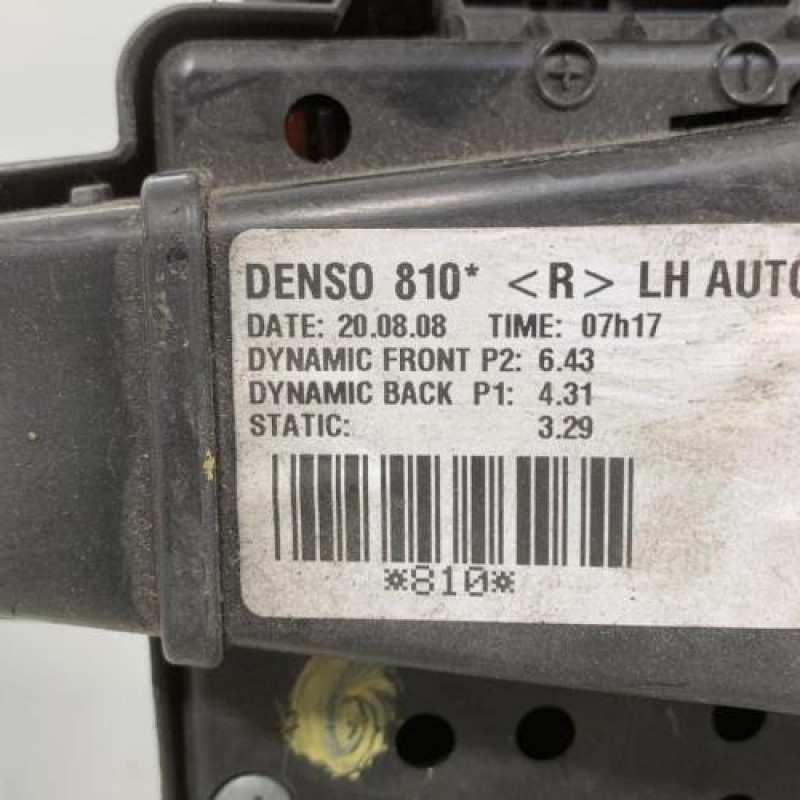 DENSO 810* <R> LH AUTO
DATE: 20.08.08 TIME: 07h17
DYNAMIC FRONT P2: 6.43
DYNAMIC BACK P1: 4.31
STATIC: 3.29
*810*